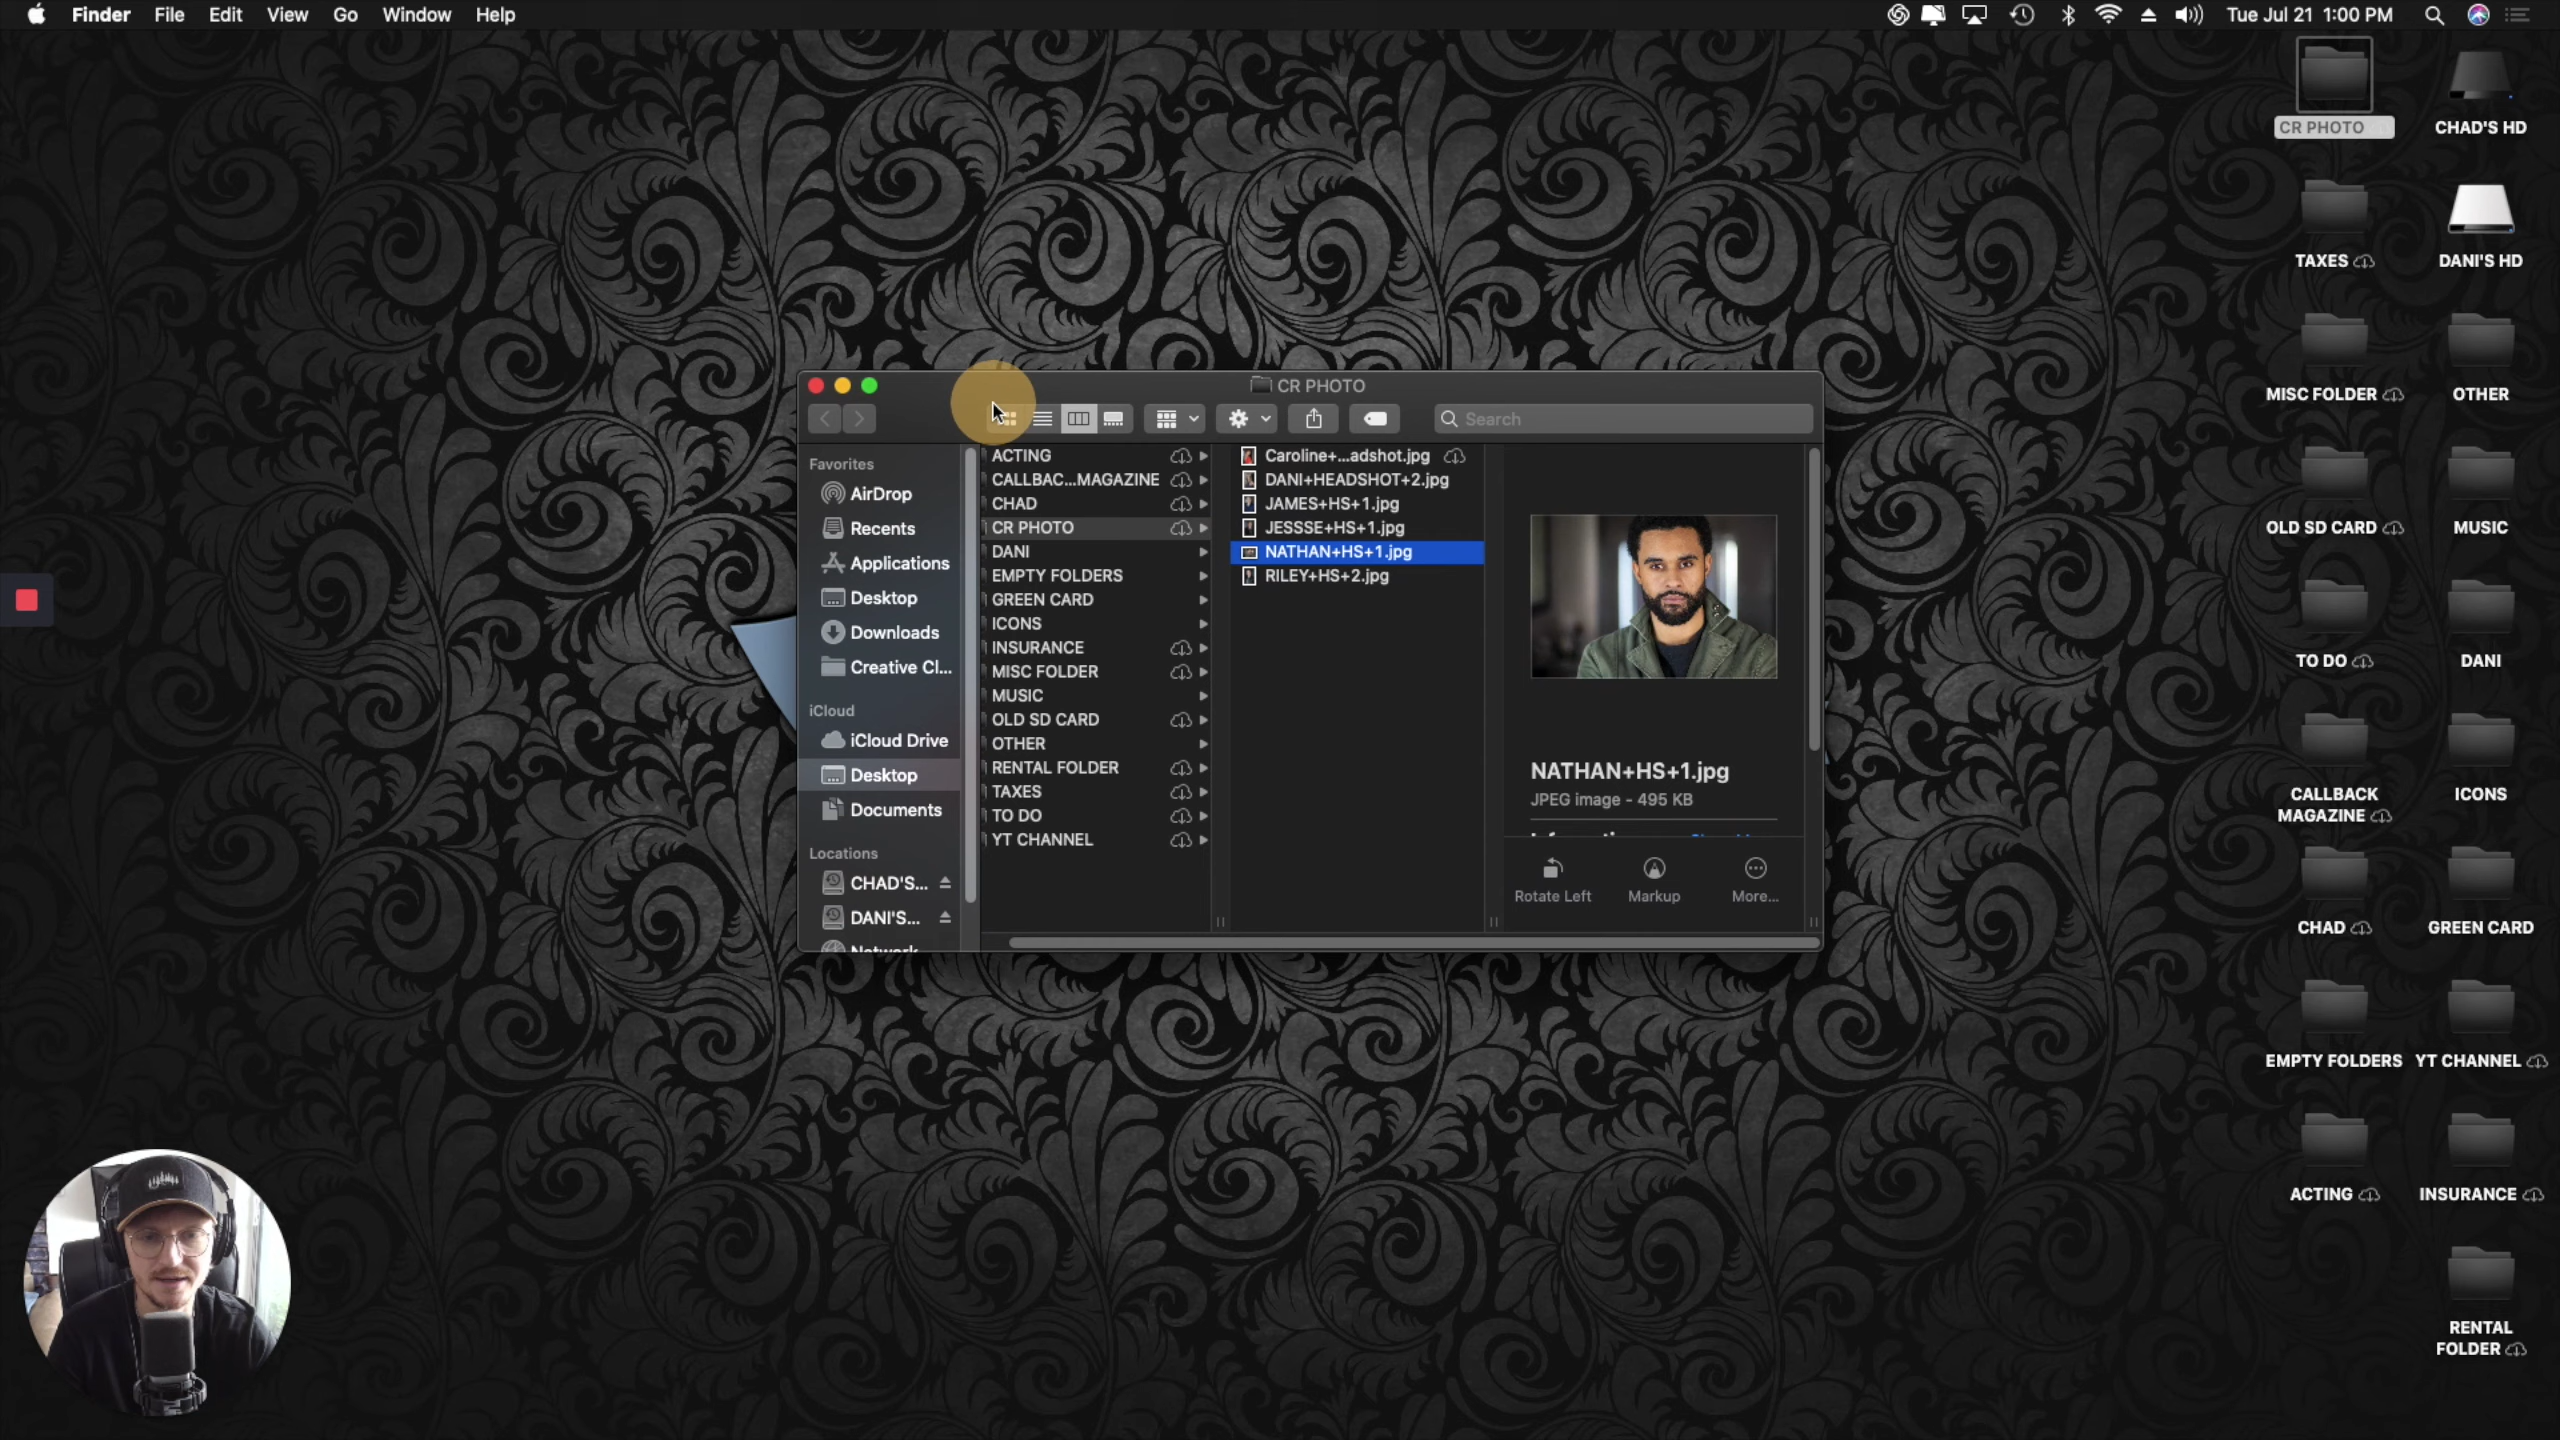 Finder File Edit View Go Window Help
Tue Jul 21 1:00 PM
CR PHOTO
Search
Favorites
AirDrop
Recents
Applications
Desktop
Downloads
Creative Cl...
iCloud
iCloud Drive
Desktop
Documents
Locations
CHAD'S...
DANI'S...
Network
ACTING
CALLBAC...MAGAZINE
CHAD
CR PHOTO
DANI
EMPTY FOLDERS
GREEN CARD
ICONS
INSURANCE
MISC FOLDER
MUSIC
OLD SD CARD
OTHER
RENTAL FOLDER
TAXES
TO DO
YT CHANNEL
Caroline+...adshot.jpg
DANI+HEADSHOT+2.jpg
JAMES+HS+1.jpg
JESSSE+HS+1.jpg
NATHAN+HS+1.jpg
RILEY+HS+2.jpg
NATHAN+HS+1.jpg
JPEG image - 495 KB
Rotate Left
Markup
More...
CR PHOTO
CHAD'S HD
TAXES
DANI'S HD
MISC FOLDER
OTHER
OLD SD CARD
MUSIC
TO DO
DANI
CALLBACK
MAGAZINE
ICONS
CHAD
GREEN CARD
EMPTY FOLDERS
YT CHANNEL
ACTING
INSURANCE
RENTAL
FOLDER